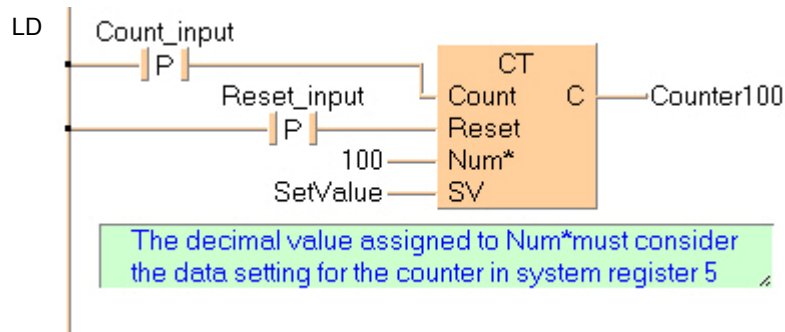 LD
Count_input
P
CT
Reset_input
Count C Counter100
P
Reset
100 Num*
SetValue SV
The decimal value assigned to Num*must consider
the data setting for the counter in system register 5